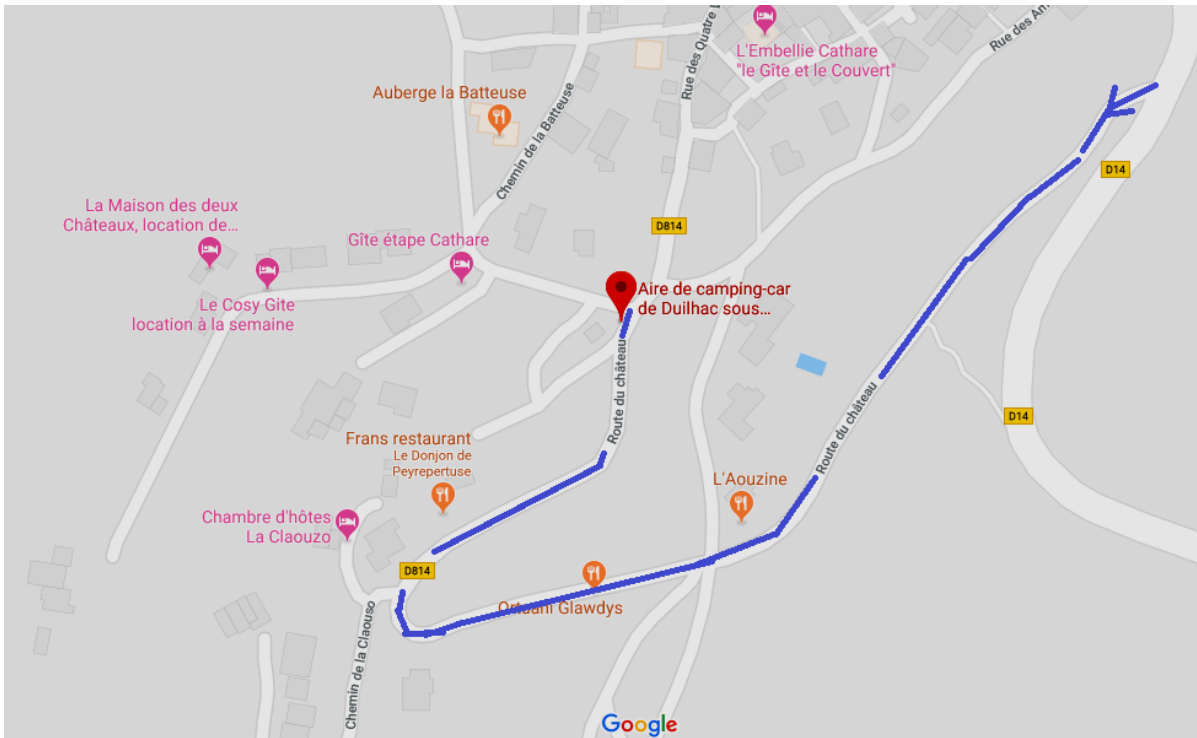 L'Embellie Cathare
"le Gîte et le Couvert"
Rue des Quatre
Rue des
Auberge la Batteuse
Chemin de la Batteuse
D14
La Maison des deux
Châteaux, location de...
D814
Gîte étape Cathare
Le Cosy Gite
location à la semaine
Aire de camping-car
de Duilhac sous...
Route du château
Route du château
D14
Frans restaurant
Le Donjon de
Peyrepertuse
L'Aouzine
Chambre d'hôtes
La Claouzo
D814
Ortuani Glawdys
Chemin de la Claouso
Google